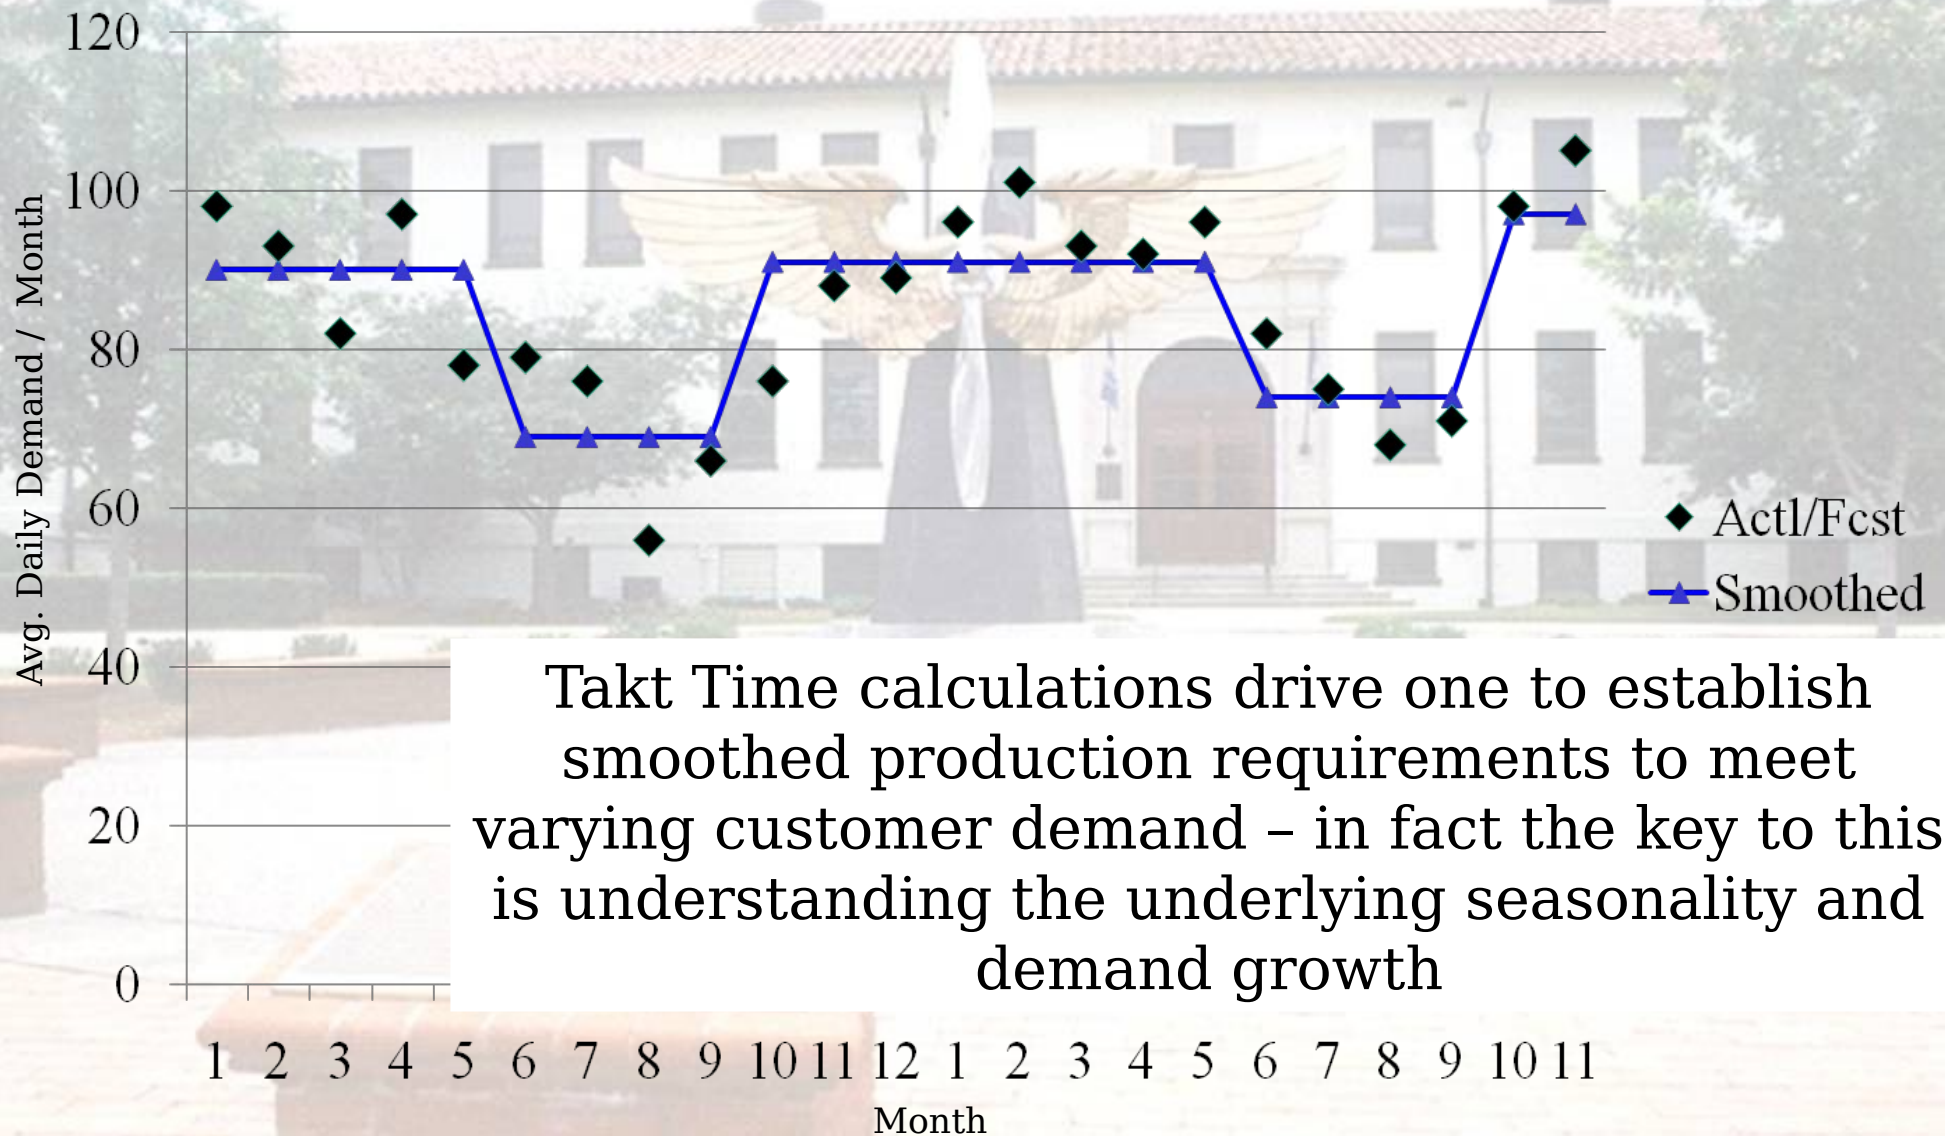 120
100
80
60
40
20
0
Avg. Daily Demand / Month
Actl/Fcst
Smoothed
Takt Time calculations drive one to establish
smoothed production requirements to meet
varying customer demand – in fact the key to this
is understanding the underlying seasonality and
demand growth
1 2 3 4 5 6 7 8 9 10 11 12 1 2 3 4 5 6 7 8 9 10 11
Month